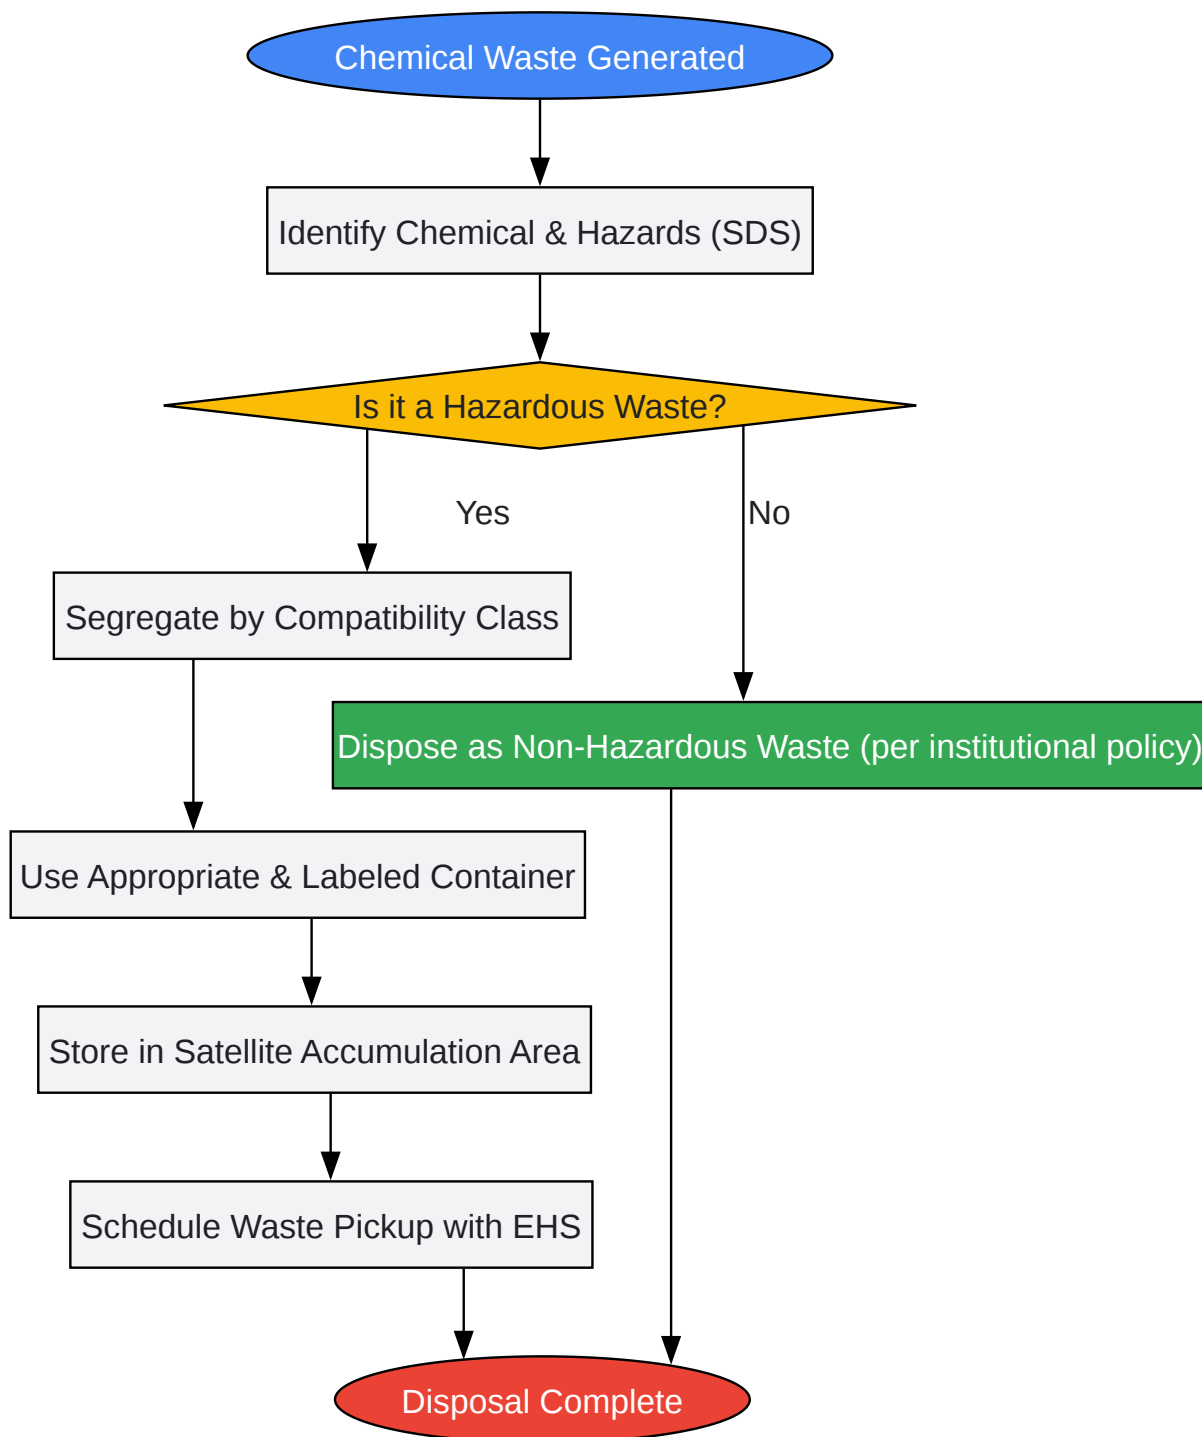 Chemical Waste Generated
Identify Chemical & Hazards (SDS)
Is it a Hazardous Waste?
Yes
No
Segregate by Compatibility Class
Dispose as Non-Hazardous Waste (per institutional policy)
Use Appropriate & Labeled Container
Store in Satellite Accumulation Area
Schedule Waste Pickup with EHS
Disposal Complete